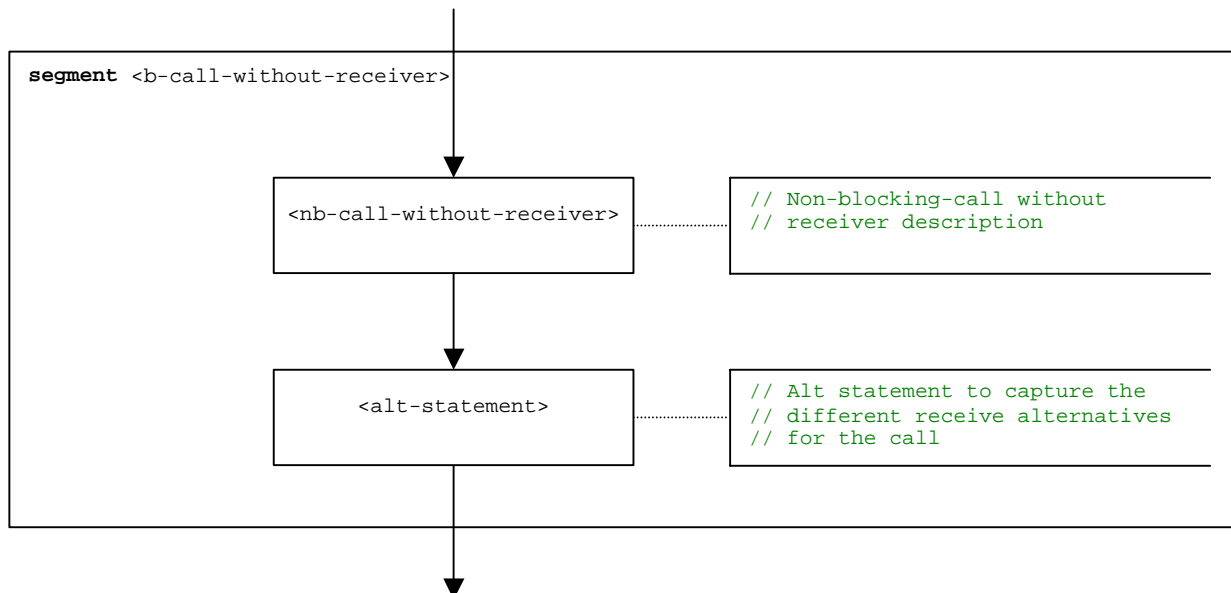 segment <b-call-without-receiver>
<nb-call-without-receiver>
// Non-blocking-call without
// receiver description
<alt-statement>
// Alt statement to capture the
// different receive alternatives
// for the call